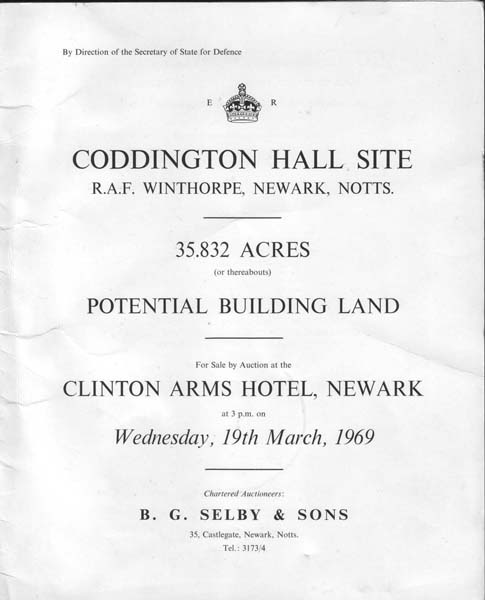 By Direction of the Secretary of State for Defence
E R
CODDINGTON HALL SITE
R.A.F. WINTHORPE, NEWARK, NOTTS.
35.832 ACRES
(or thereabouts)
POTENTIAL BUILDING LAND
For Sale by Auction at the
CLINTON ARMS HOTEL, NEWARK
at 3 p.m. on
Wednesday, 19th March, 1969
Chartered Auctioneers:
B. G. SELBY & SONS
35, Castlegate, Newark, Notts.
Tel.: 3173/4